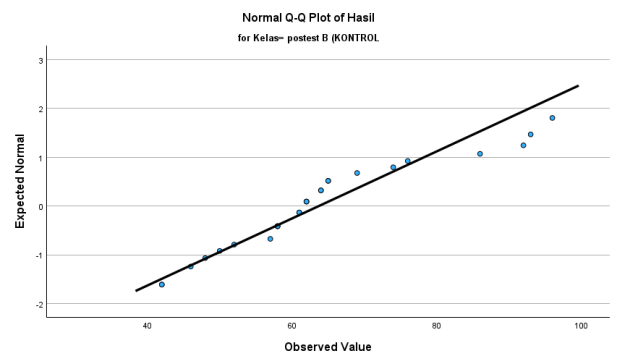 Normal Q-Q Plot of Hasil
for Kelas= postest B (KONTROL
Expected Normal
3
2
1
0
-1
-2
40 60 80 100
Observed Value